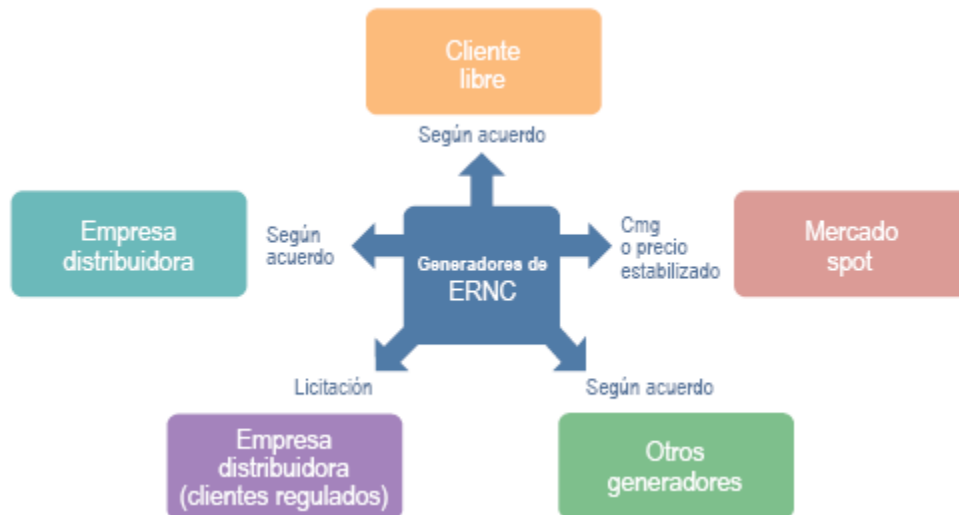 Cliente
libre
Según acuerdo
Empresa
distribuidora
Según
acuerdo
Generadores de
ERNC
Cmg
o precio
estabilizado
Mercado
spot
Licitación
Según acuerdo
Empresa
distribuidora
(clientes regulados)
Otros
generadores